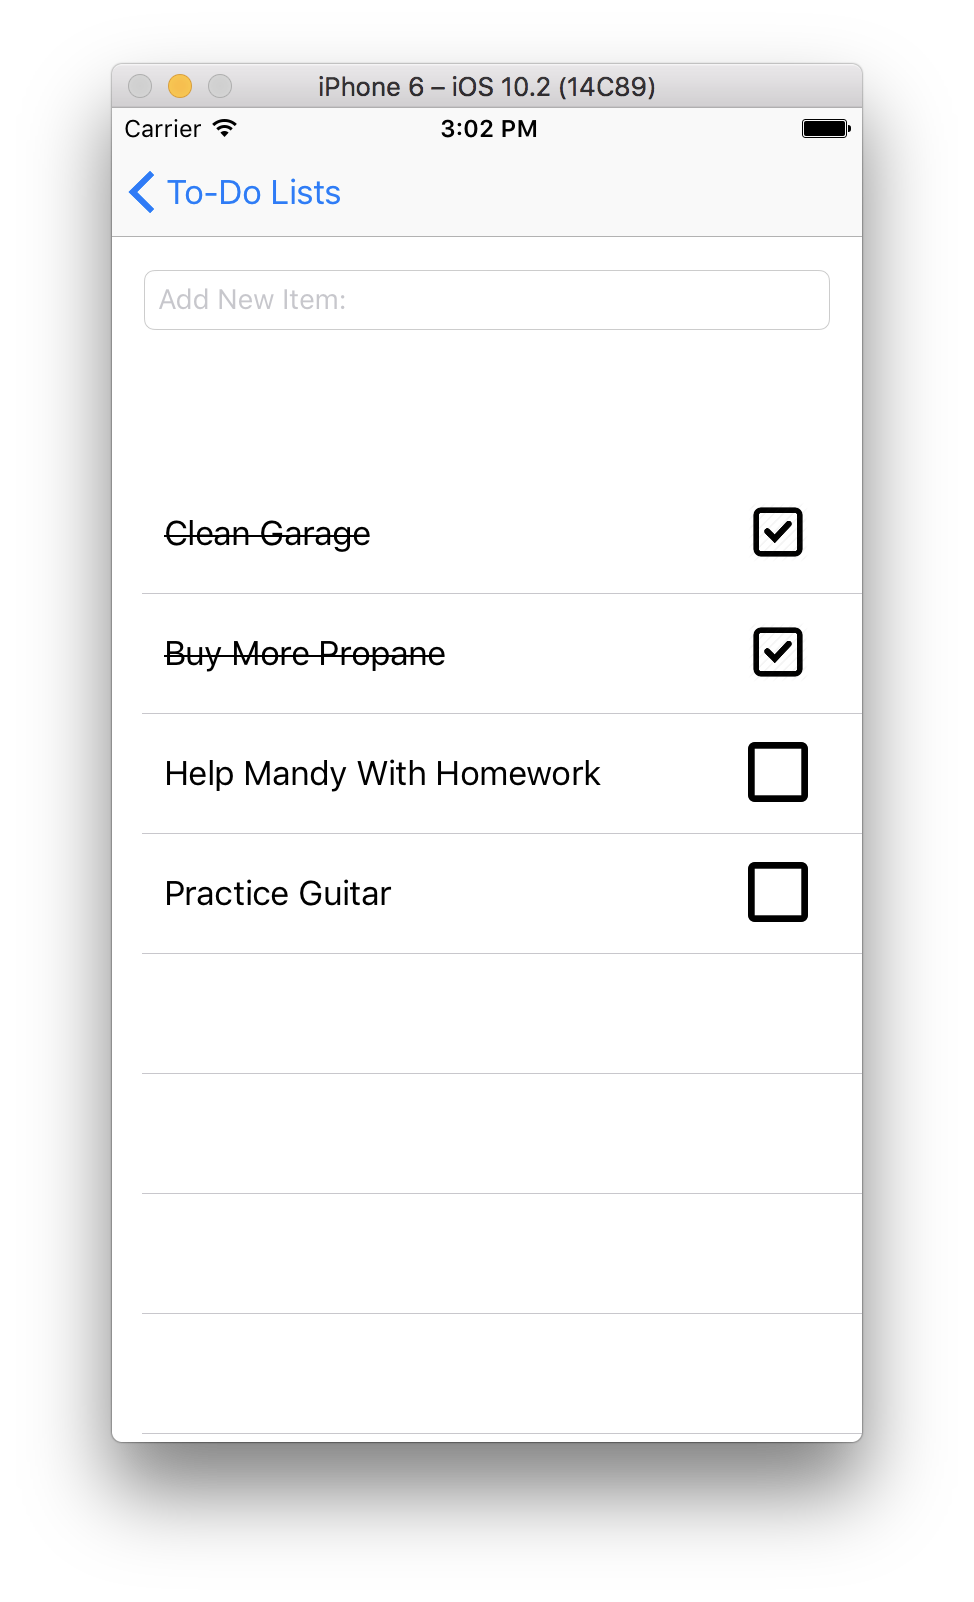 iPhone 6 – iOS 10.2 (14C89)
Carrier 3:02 PM
To-Do Lists
Add New Item:
Clean Garage
Buy More Propane
Help Mandy With Homework
Practice Guitar